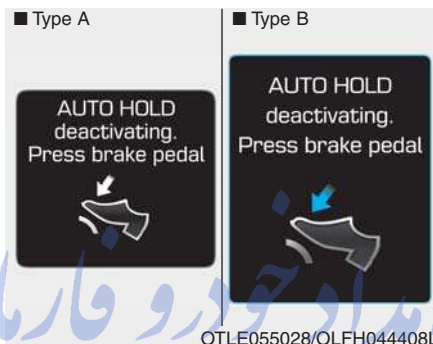 ■ Type A
■ Type B
AUTO HOLD
deactivating.
Press brake pedal
AUTO HOLD
deactivating.
Press brake pedal
OTLE055028/OLFH044408L